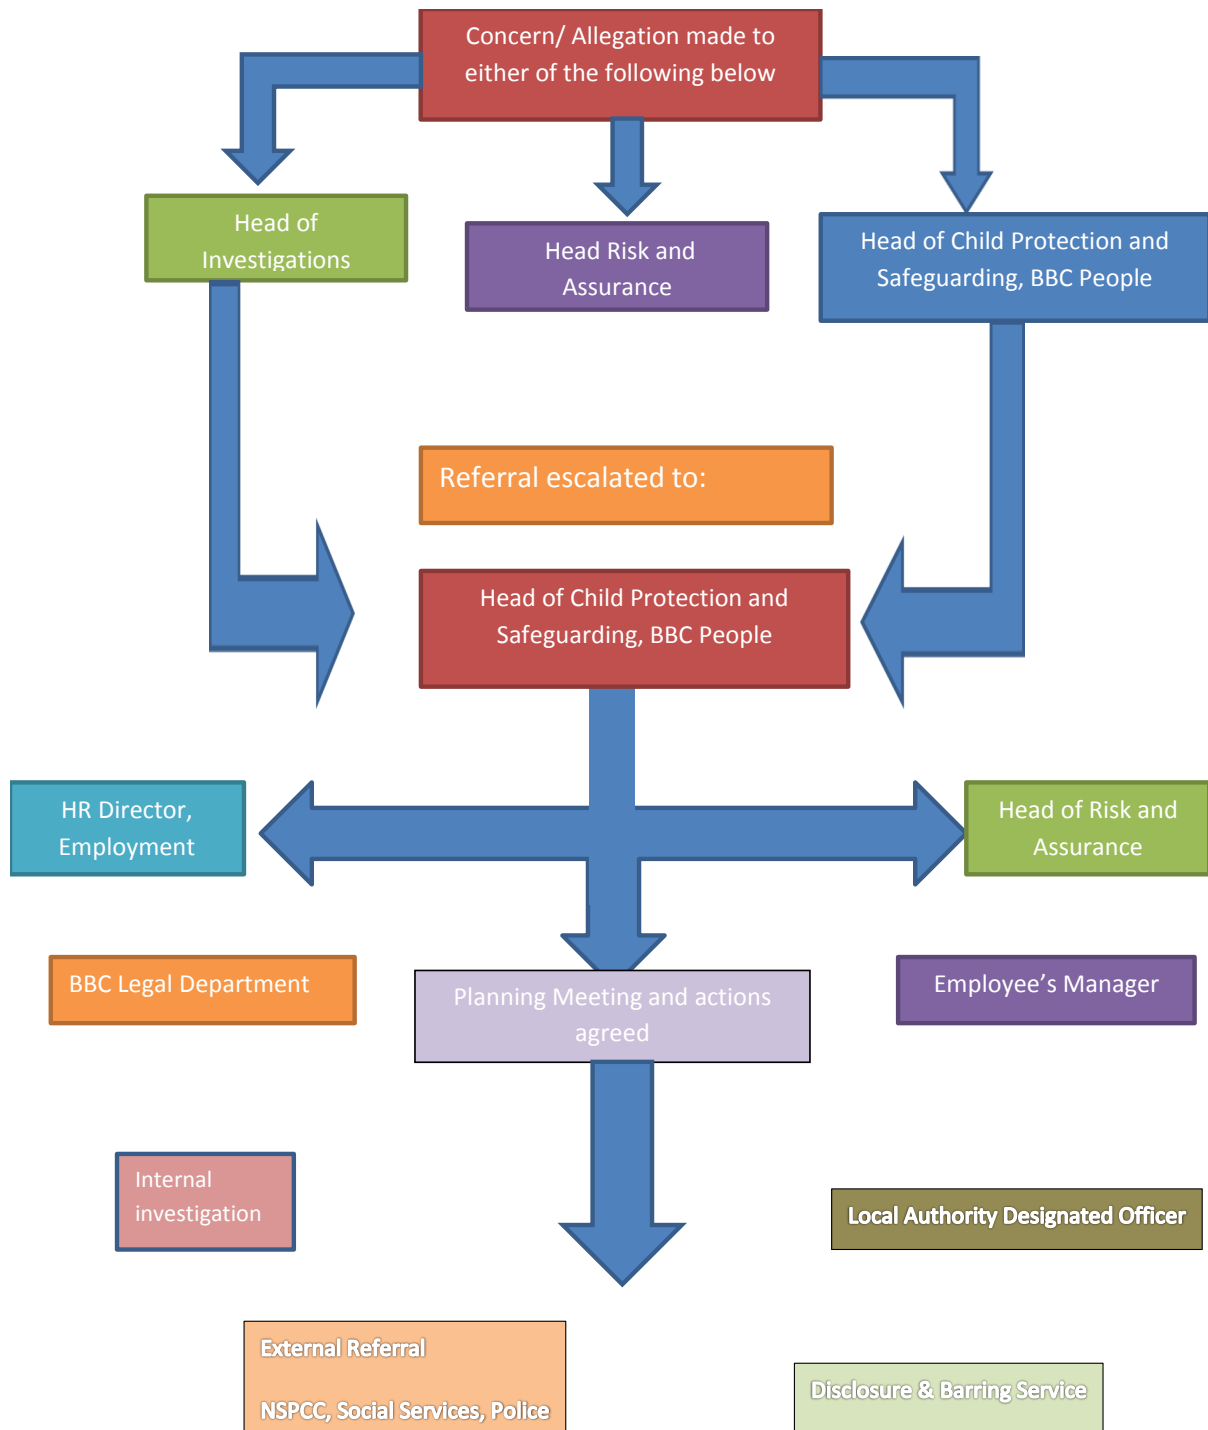 Concern/ Allegation made to
either of the following below
Head of
Investigations
Head Risk and
Assurance
Head of Child Protection and
Safeguarding, BBC People
Referral escalated to:
Head of Child Protection and
Safeguarding, BBC People
HR Director,
Employment
Head of Risk and
Assurance
BBC Legal Department
Planning Meeting and actions
agreed
Employee’s Manager
Internal
investigation
Local Authority Designated Officer
External Referral
NSPCC, Social Services, Police
Disclosure & Barring Service